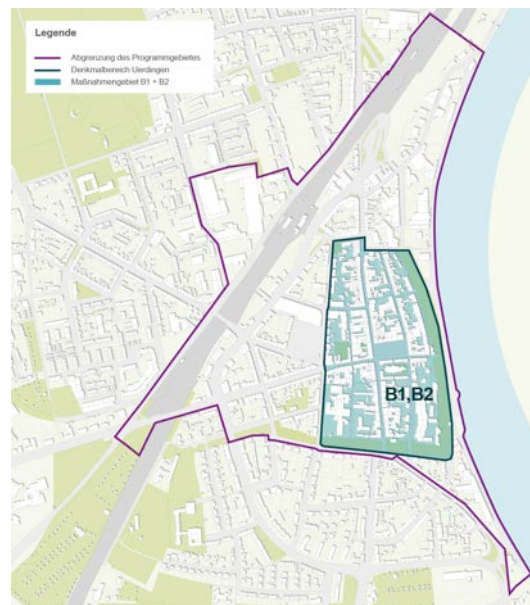 Legende
Abgrenzung des Programmgebietes
Denkmalbereich Uerdingen
Maßnahmengebiet B1 + B2
B1,B2